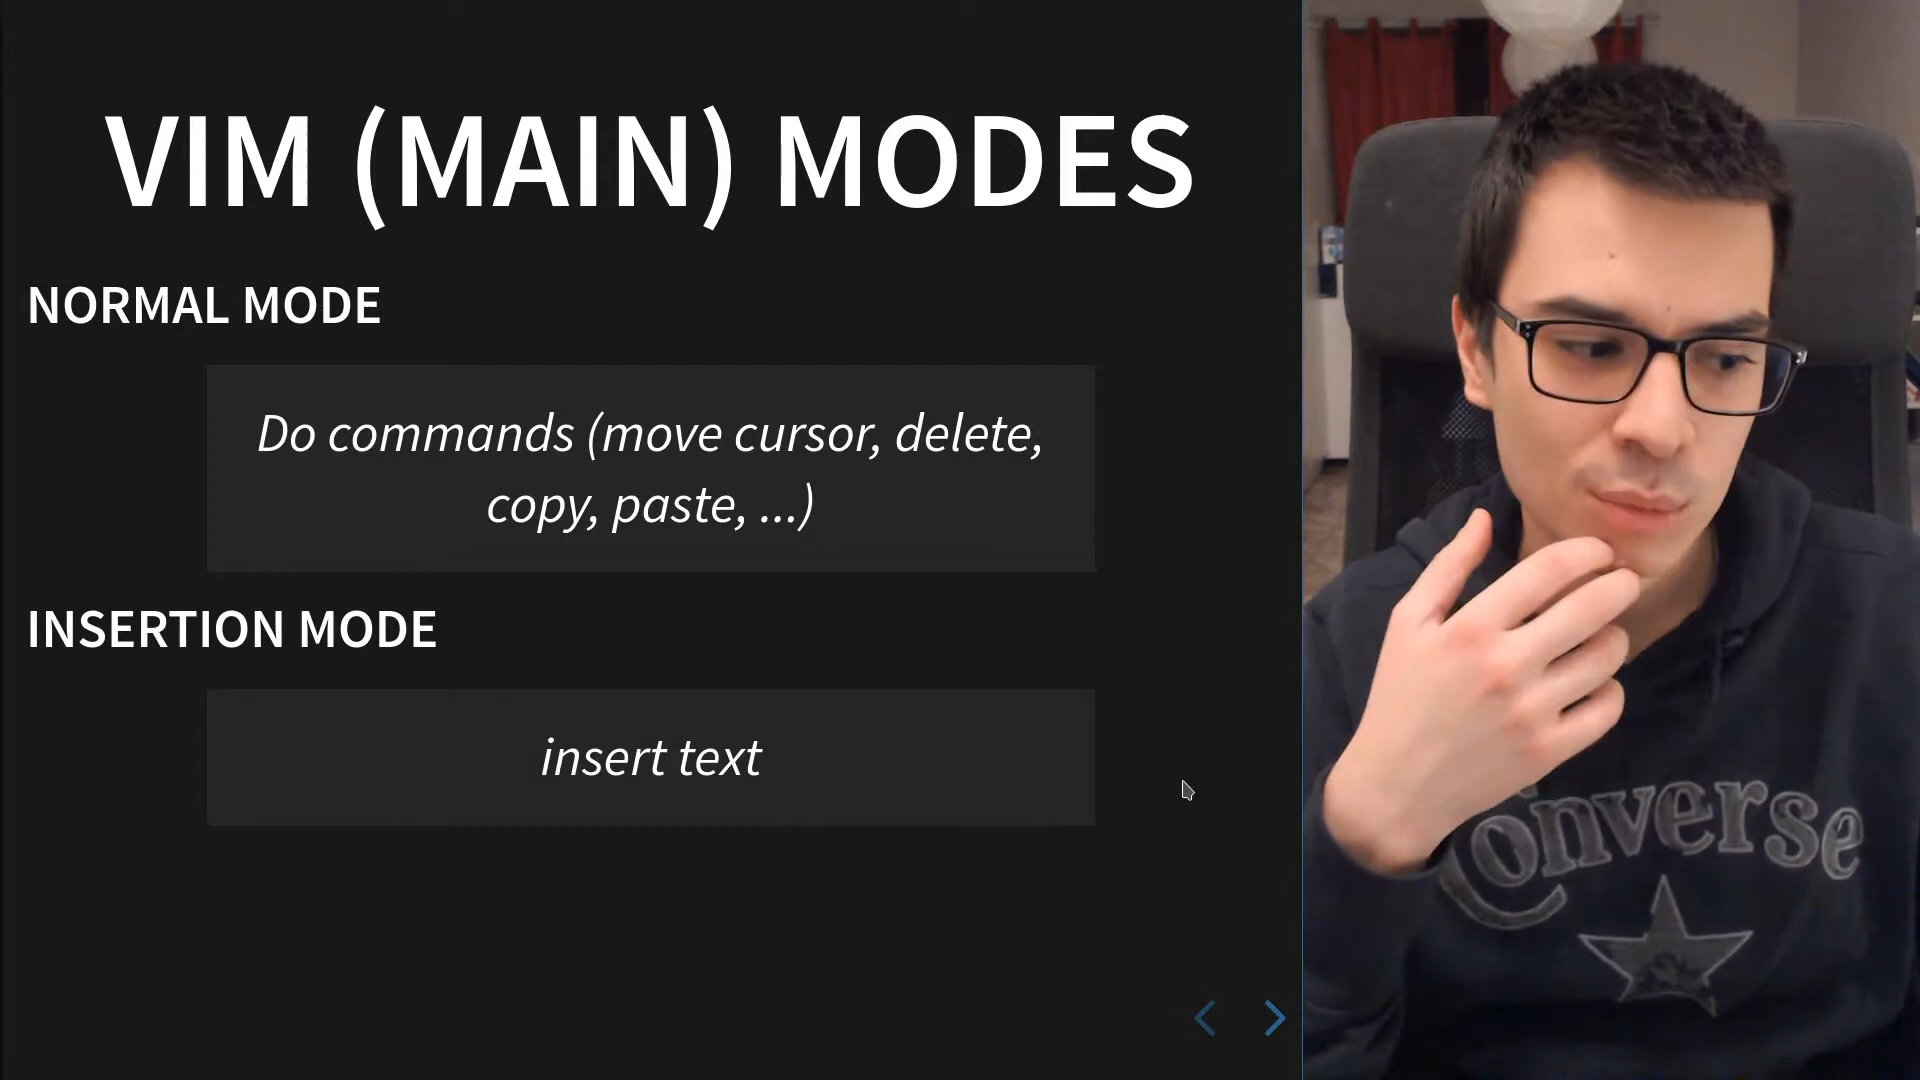 VIM (MAIN) MODES
NORMAL MODE
Do commands (move cursor, delete,
copy, paste, ...)
INSERTION MODE
insert text
Converse